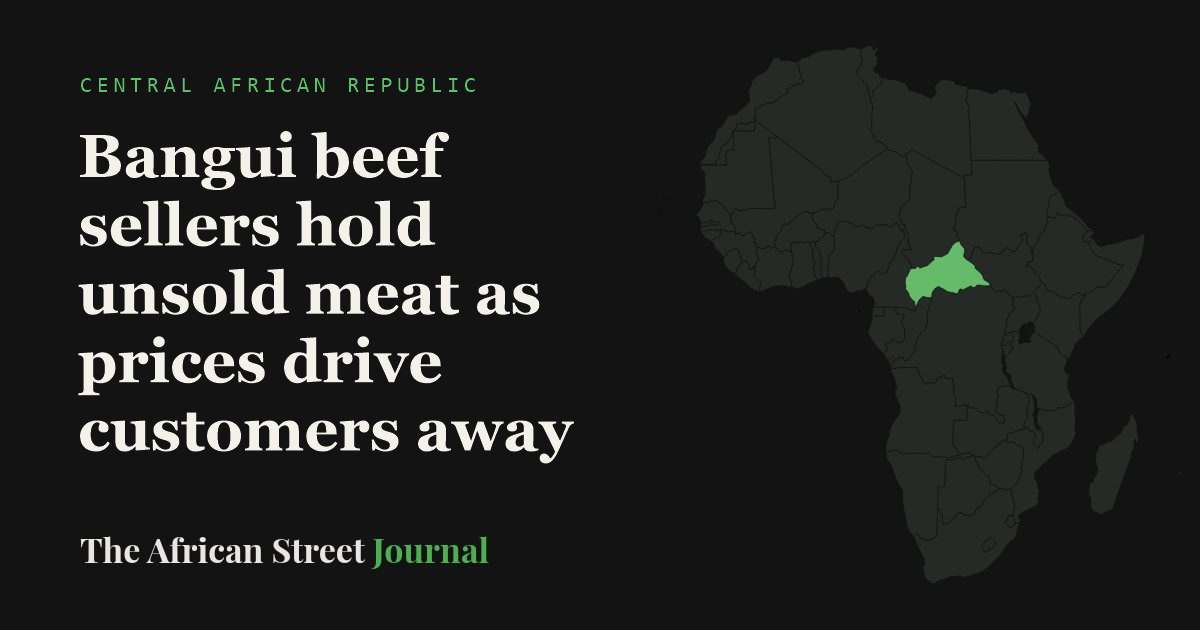 CENTRAL AFRICAN REPUBLIC
Bangui beef
sellers hold
unsold meat as
prices drive
customers away
The African Street Journal